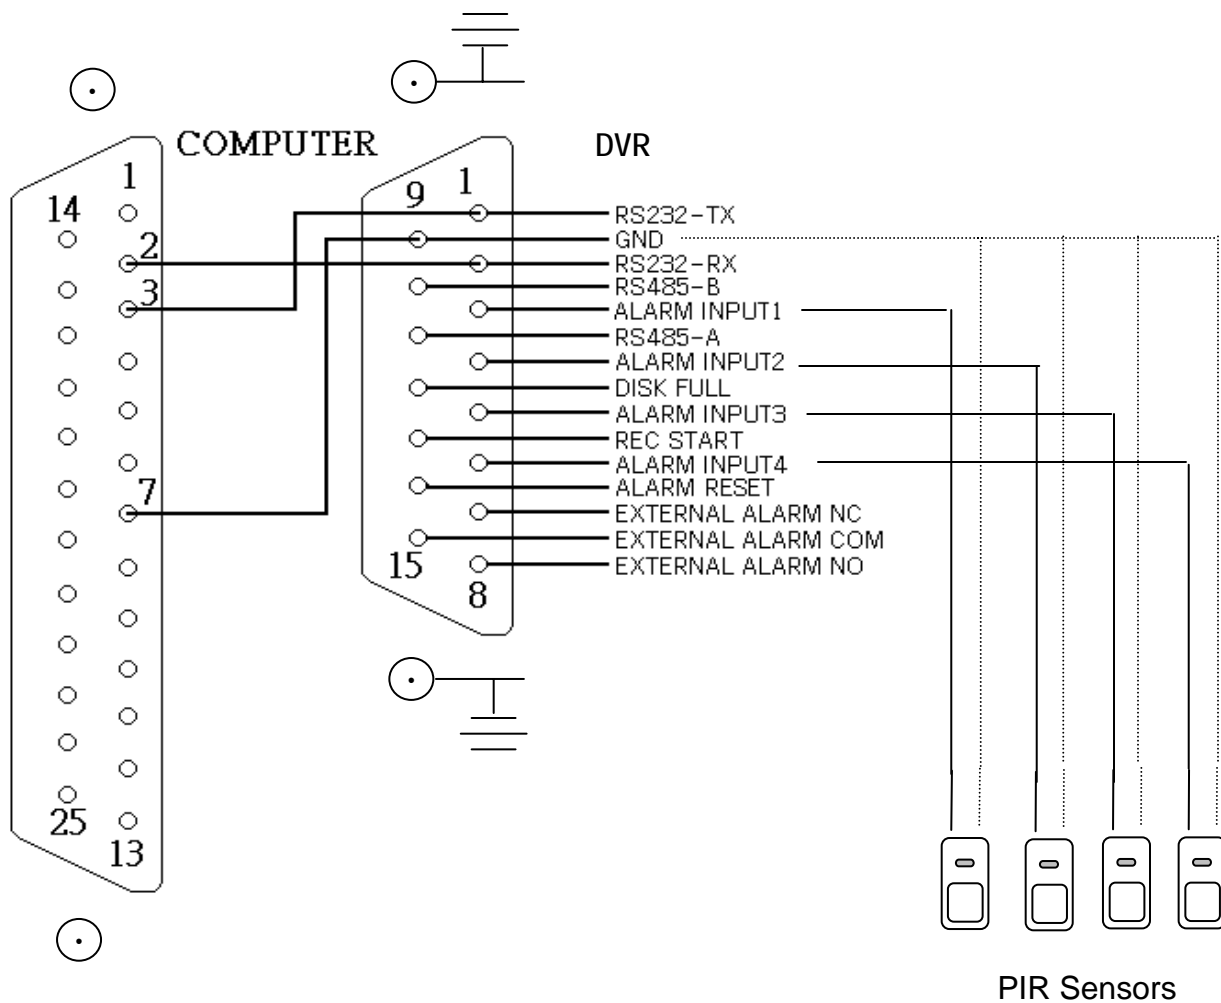 COMPUTER
DVR
1
14
2
3
7
25
13
9
1
15
8
RS232-TX
GND
RS232-RX
RS485-B
ALARM INPUT1
RS485-A
ALARM INPUT2
DISK FULL
ALARM INPUT3
REC START
ALARM INPUT4
ALARM RESET
EXTERNAL ALARM NC
EXTERNAL ALARM COM
EXTERNAL ALARM NO
PIR Sensors